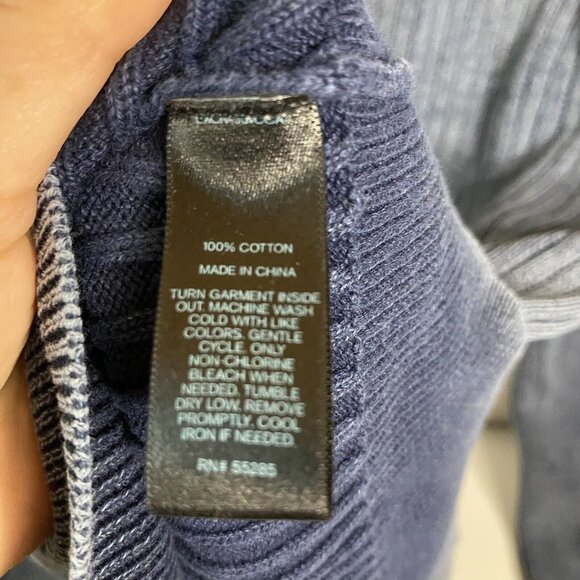 100% COTTON
MADE IN CHINA
TURN GARMENT INSIDE
OUT. MACHINE WASH
COLD WITH LIKE
COLORS. GENTLE
CYCLE. ONLY
NON-CHLORINE
BLEACH WHEN
NEEDED. TUMBLE
DRY LOW. REMOVE
PROMPTLY. COOL
IRON IF NEEDED.
RN# 55285